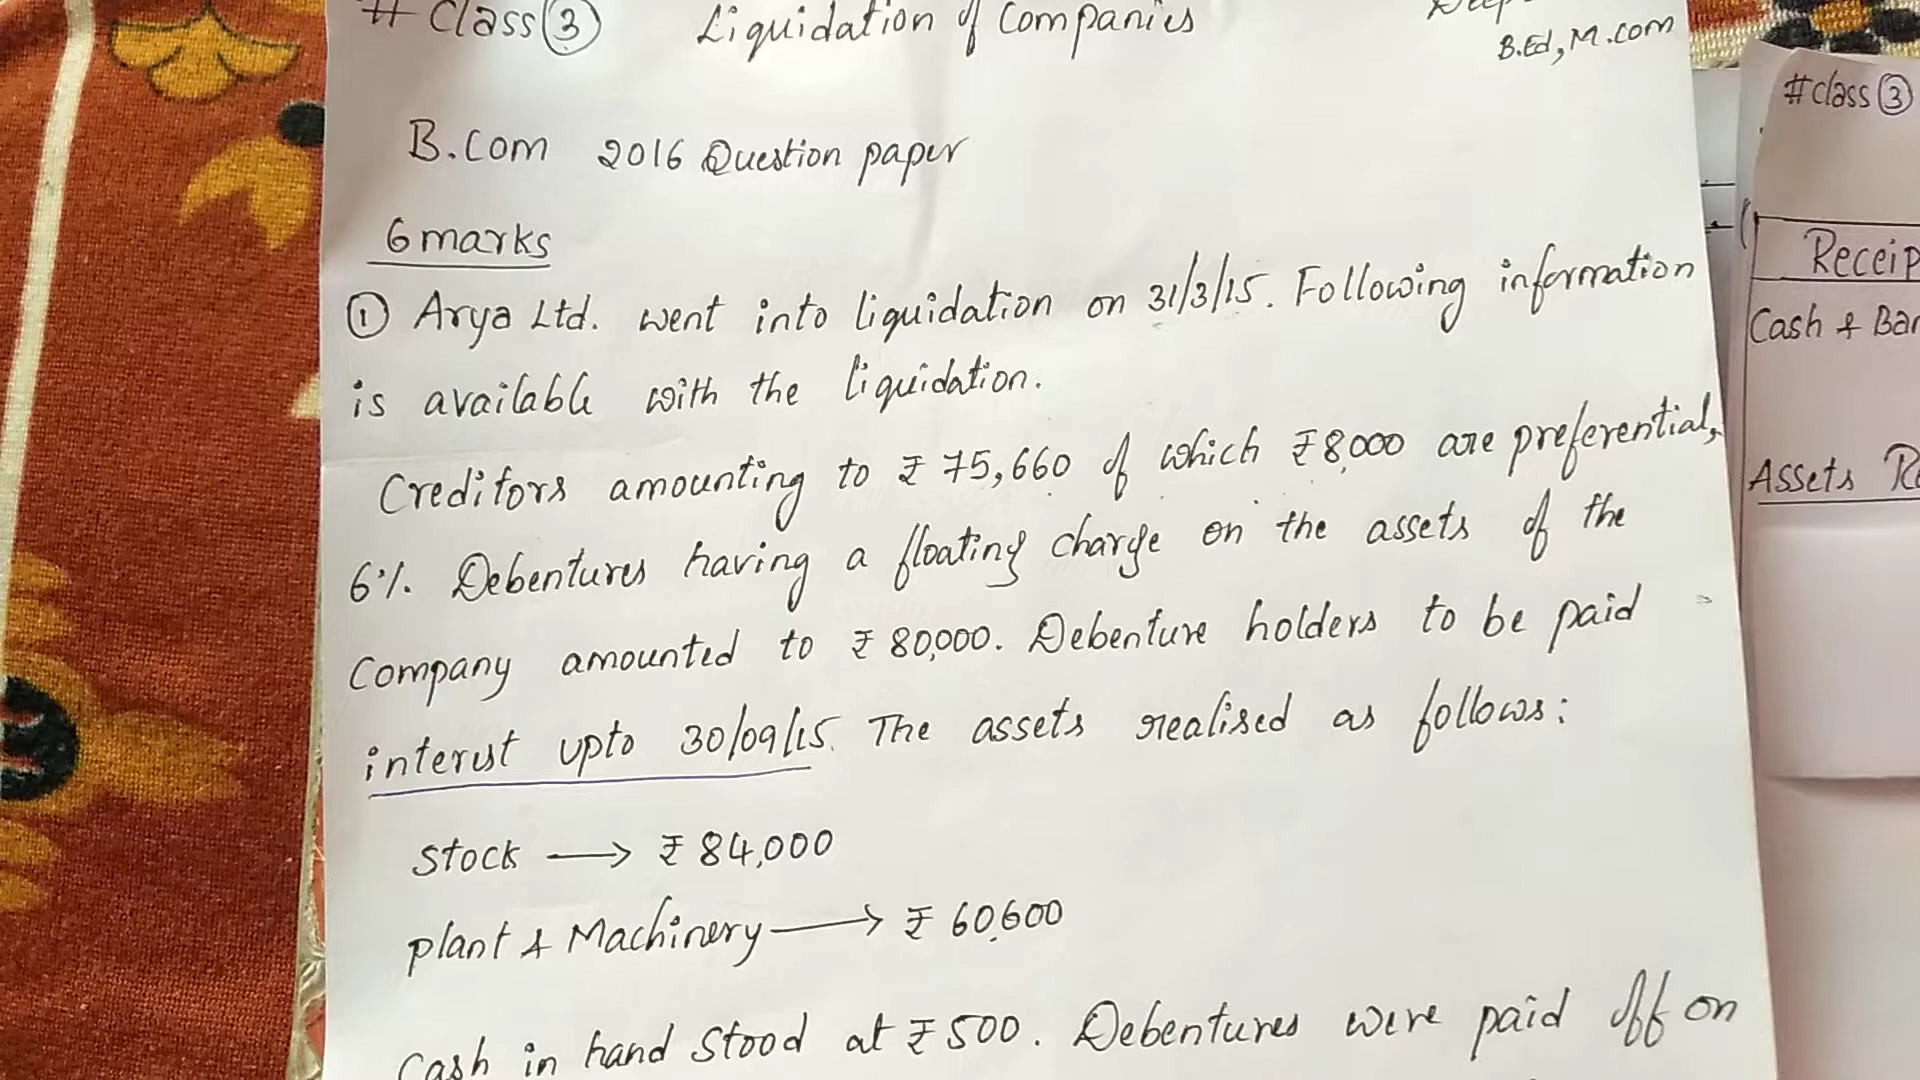 # Class ③ Liquidation of Companies
B.Ed, M.com
B.Com 2016 Question paper
6 marks
① Arya Ltd. went into liquidation on 31/3/15. Following information
is available with the liquidation.
Creditors amounting to ₹ 75,660 of which ₹8,000 are preferential,
6%. Debentures having a floating charge on the assets of the
Company amounted to ₹ 80,000. Debenture holders to be paid
interest upto 30/09/15. The assets realised as follows:
Stock → ₹ 84,000
plant & Machinery → ₹ 60,600
Cash in hand stood at ₹ 500. Debentures were paid off on
#class ③
Cash &
Assets